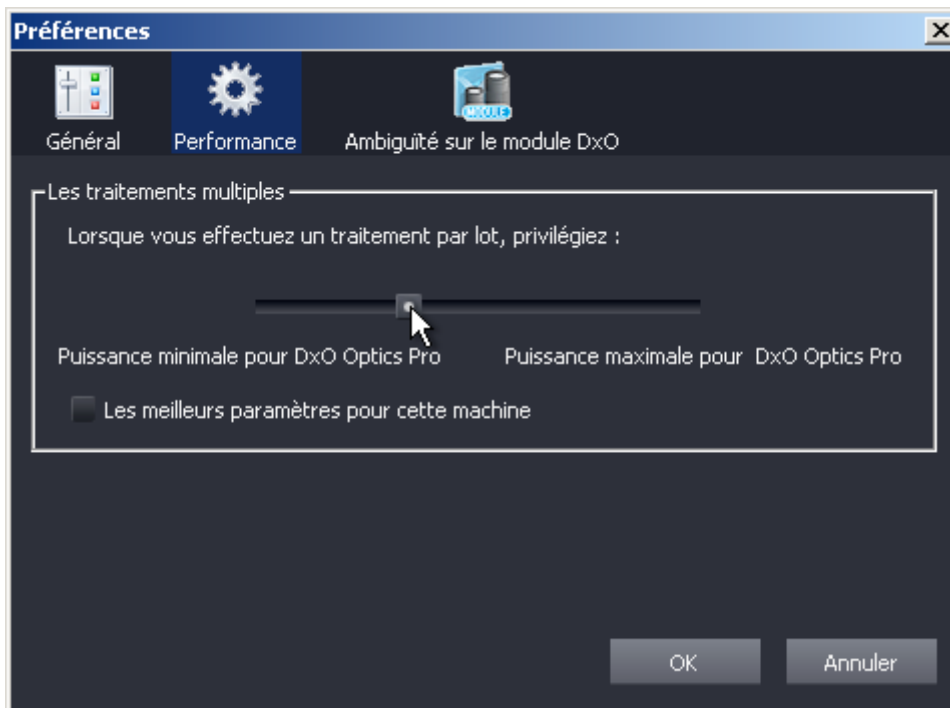 Préférences
Général
Performance
Ambiguïté sur le module DxO
MODULE
Les traitements multiples
Lorsque vous effectuez un traitement par lot, privilégiez :
Puissance minimale pour DxO Optics Pro
Puissance maximale pour DxO Optics Pro
Les meilleurs paramètres pour cette machine
OK
Annuler